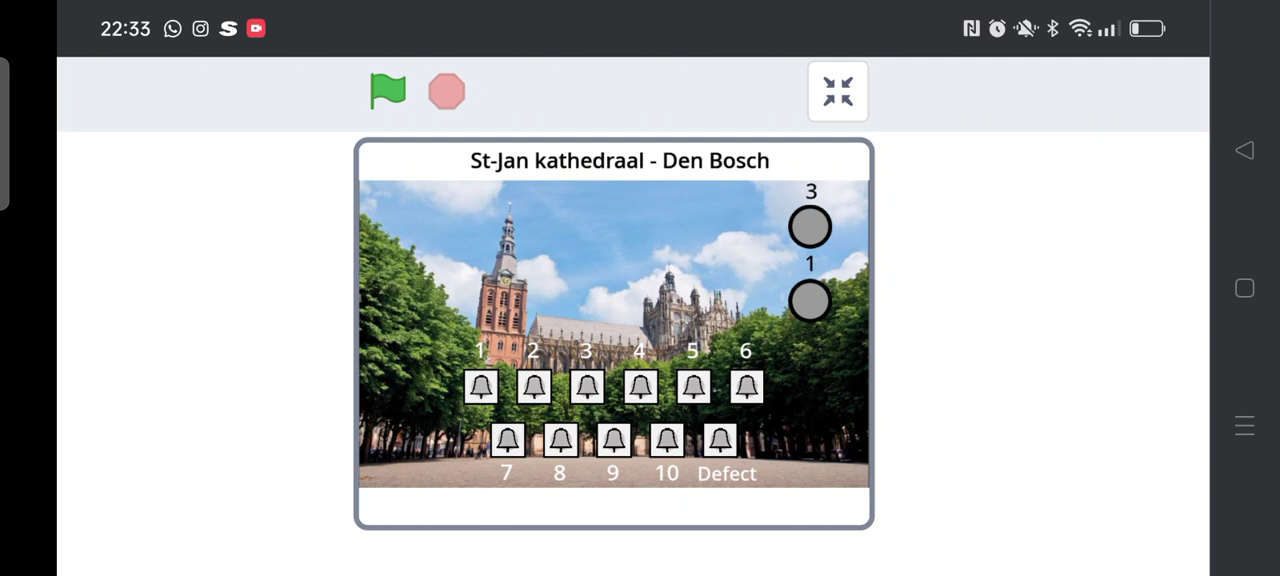 22:33
St-Jan kathedraal - Den Bosch
3
1
1 2 3 4 5 6
7 8 9 10 Defect